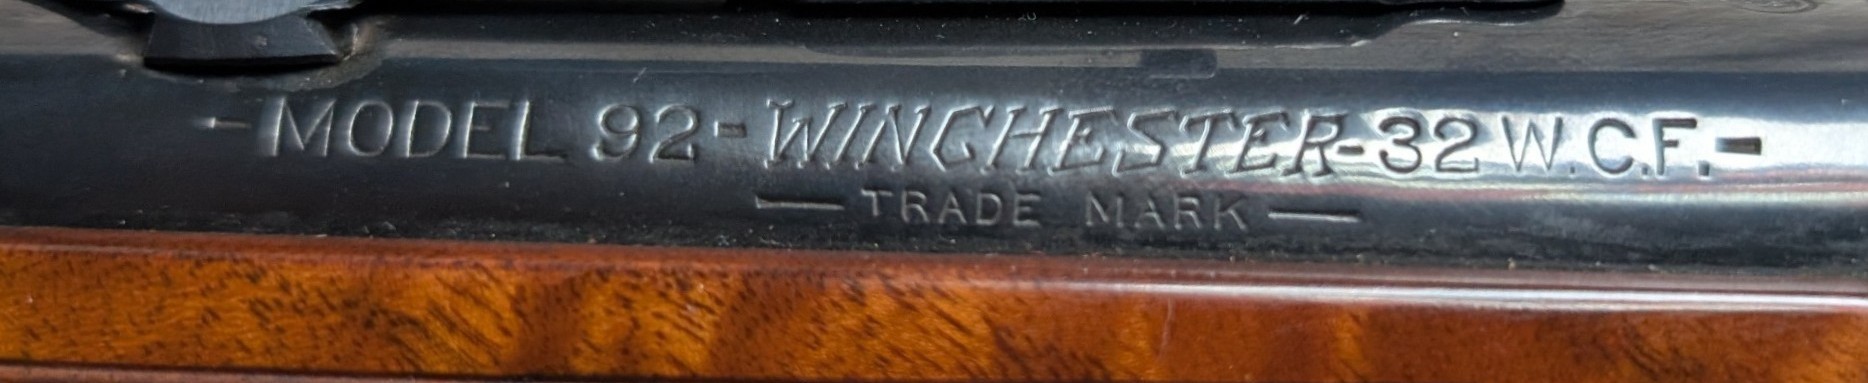 -MODEL 92-WINCHESTER-32 W.C.F.-
— TRADE MARK —